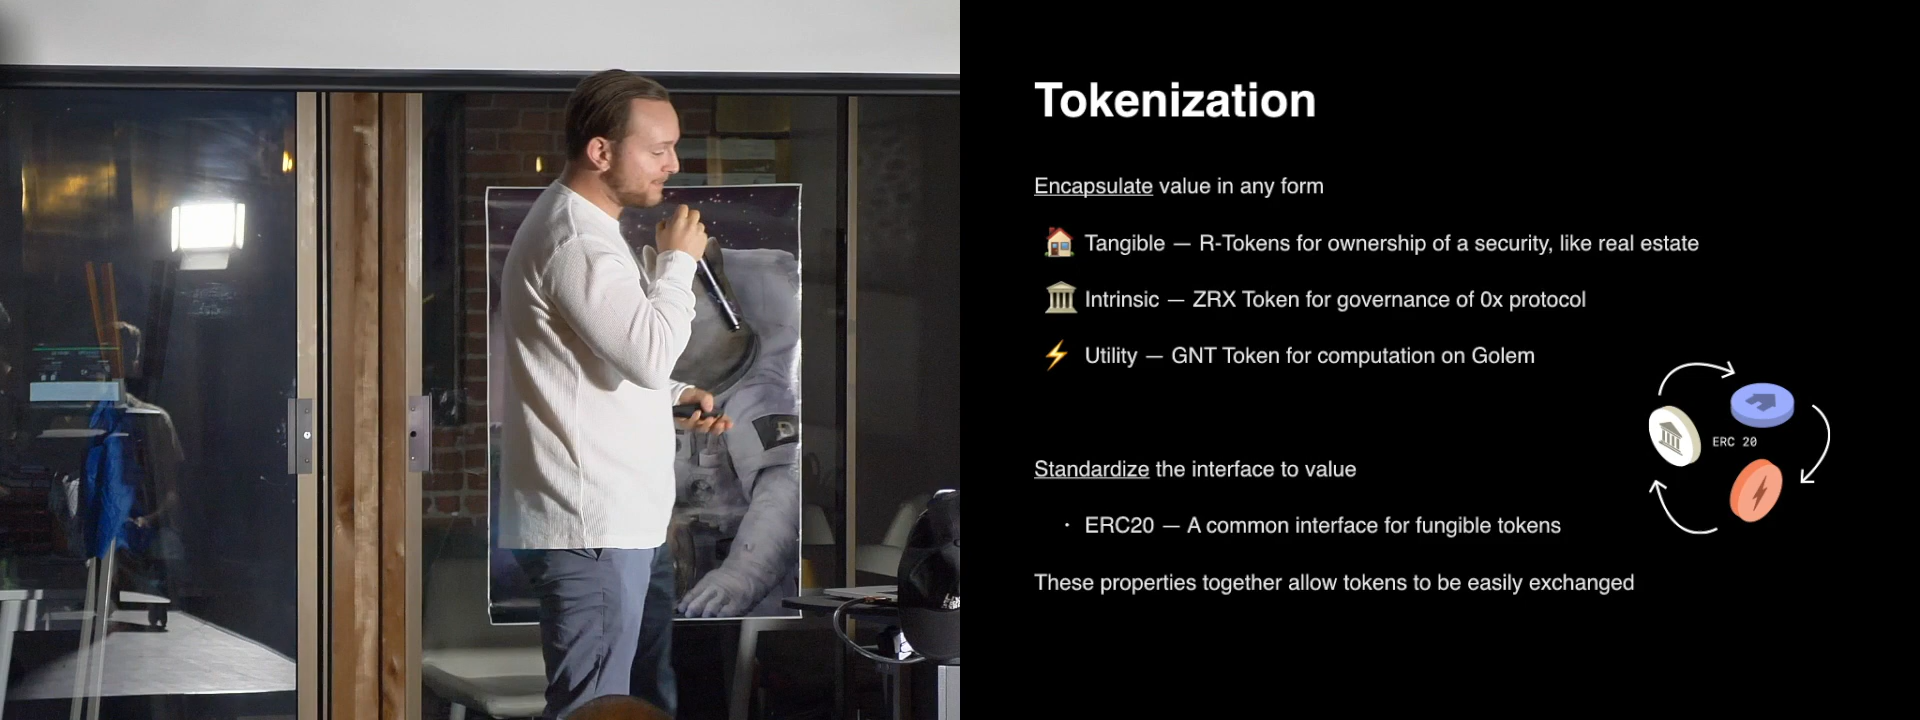 Tokenization
Encapsulate value in any form
Tangible — R-Tokens for ownership of a security, like real estate
Intrinsic — ZRX Token for governance of 0x protocol
Utility — GNT Token for computation on Golem
ERC 20
Standardize the interface to value
• ERC20 — A common interface for fungible tokens
These properties together allow tokens to be easily exchanged